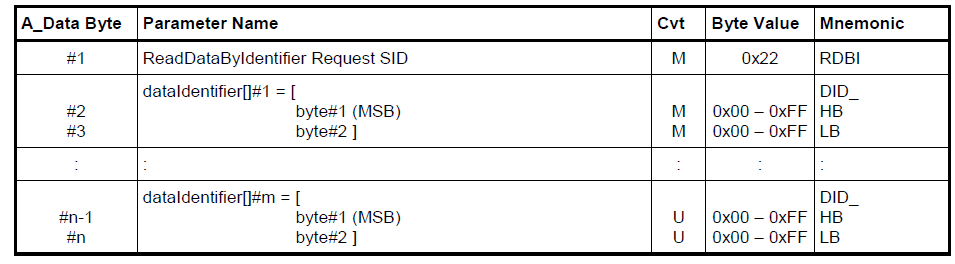 A_Data Byte Parameter Name Cvt Byte Value Mnemonic
#1 ReadDataByIdentifier Request SID M 0x22 RDBI
dataIdentifier[]#1 = [ DID_
#2 byte#1 (MSB) M 0x00 – 0xFF HB
#3 byte#2 ] M 0x00 – 0xFF LB
: : : : :
dataIdentifier[]#m = [ DID_
#n-1 byte#1 (MSB) U 0x00 – 0xFF HB
#n byte#2 ] U 0x00 – 0xFF LB